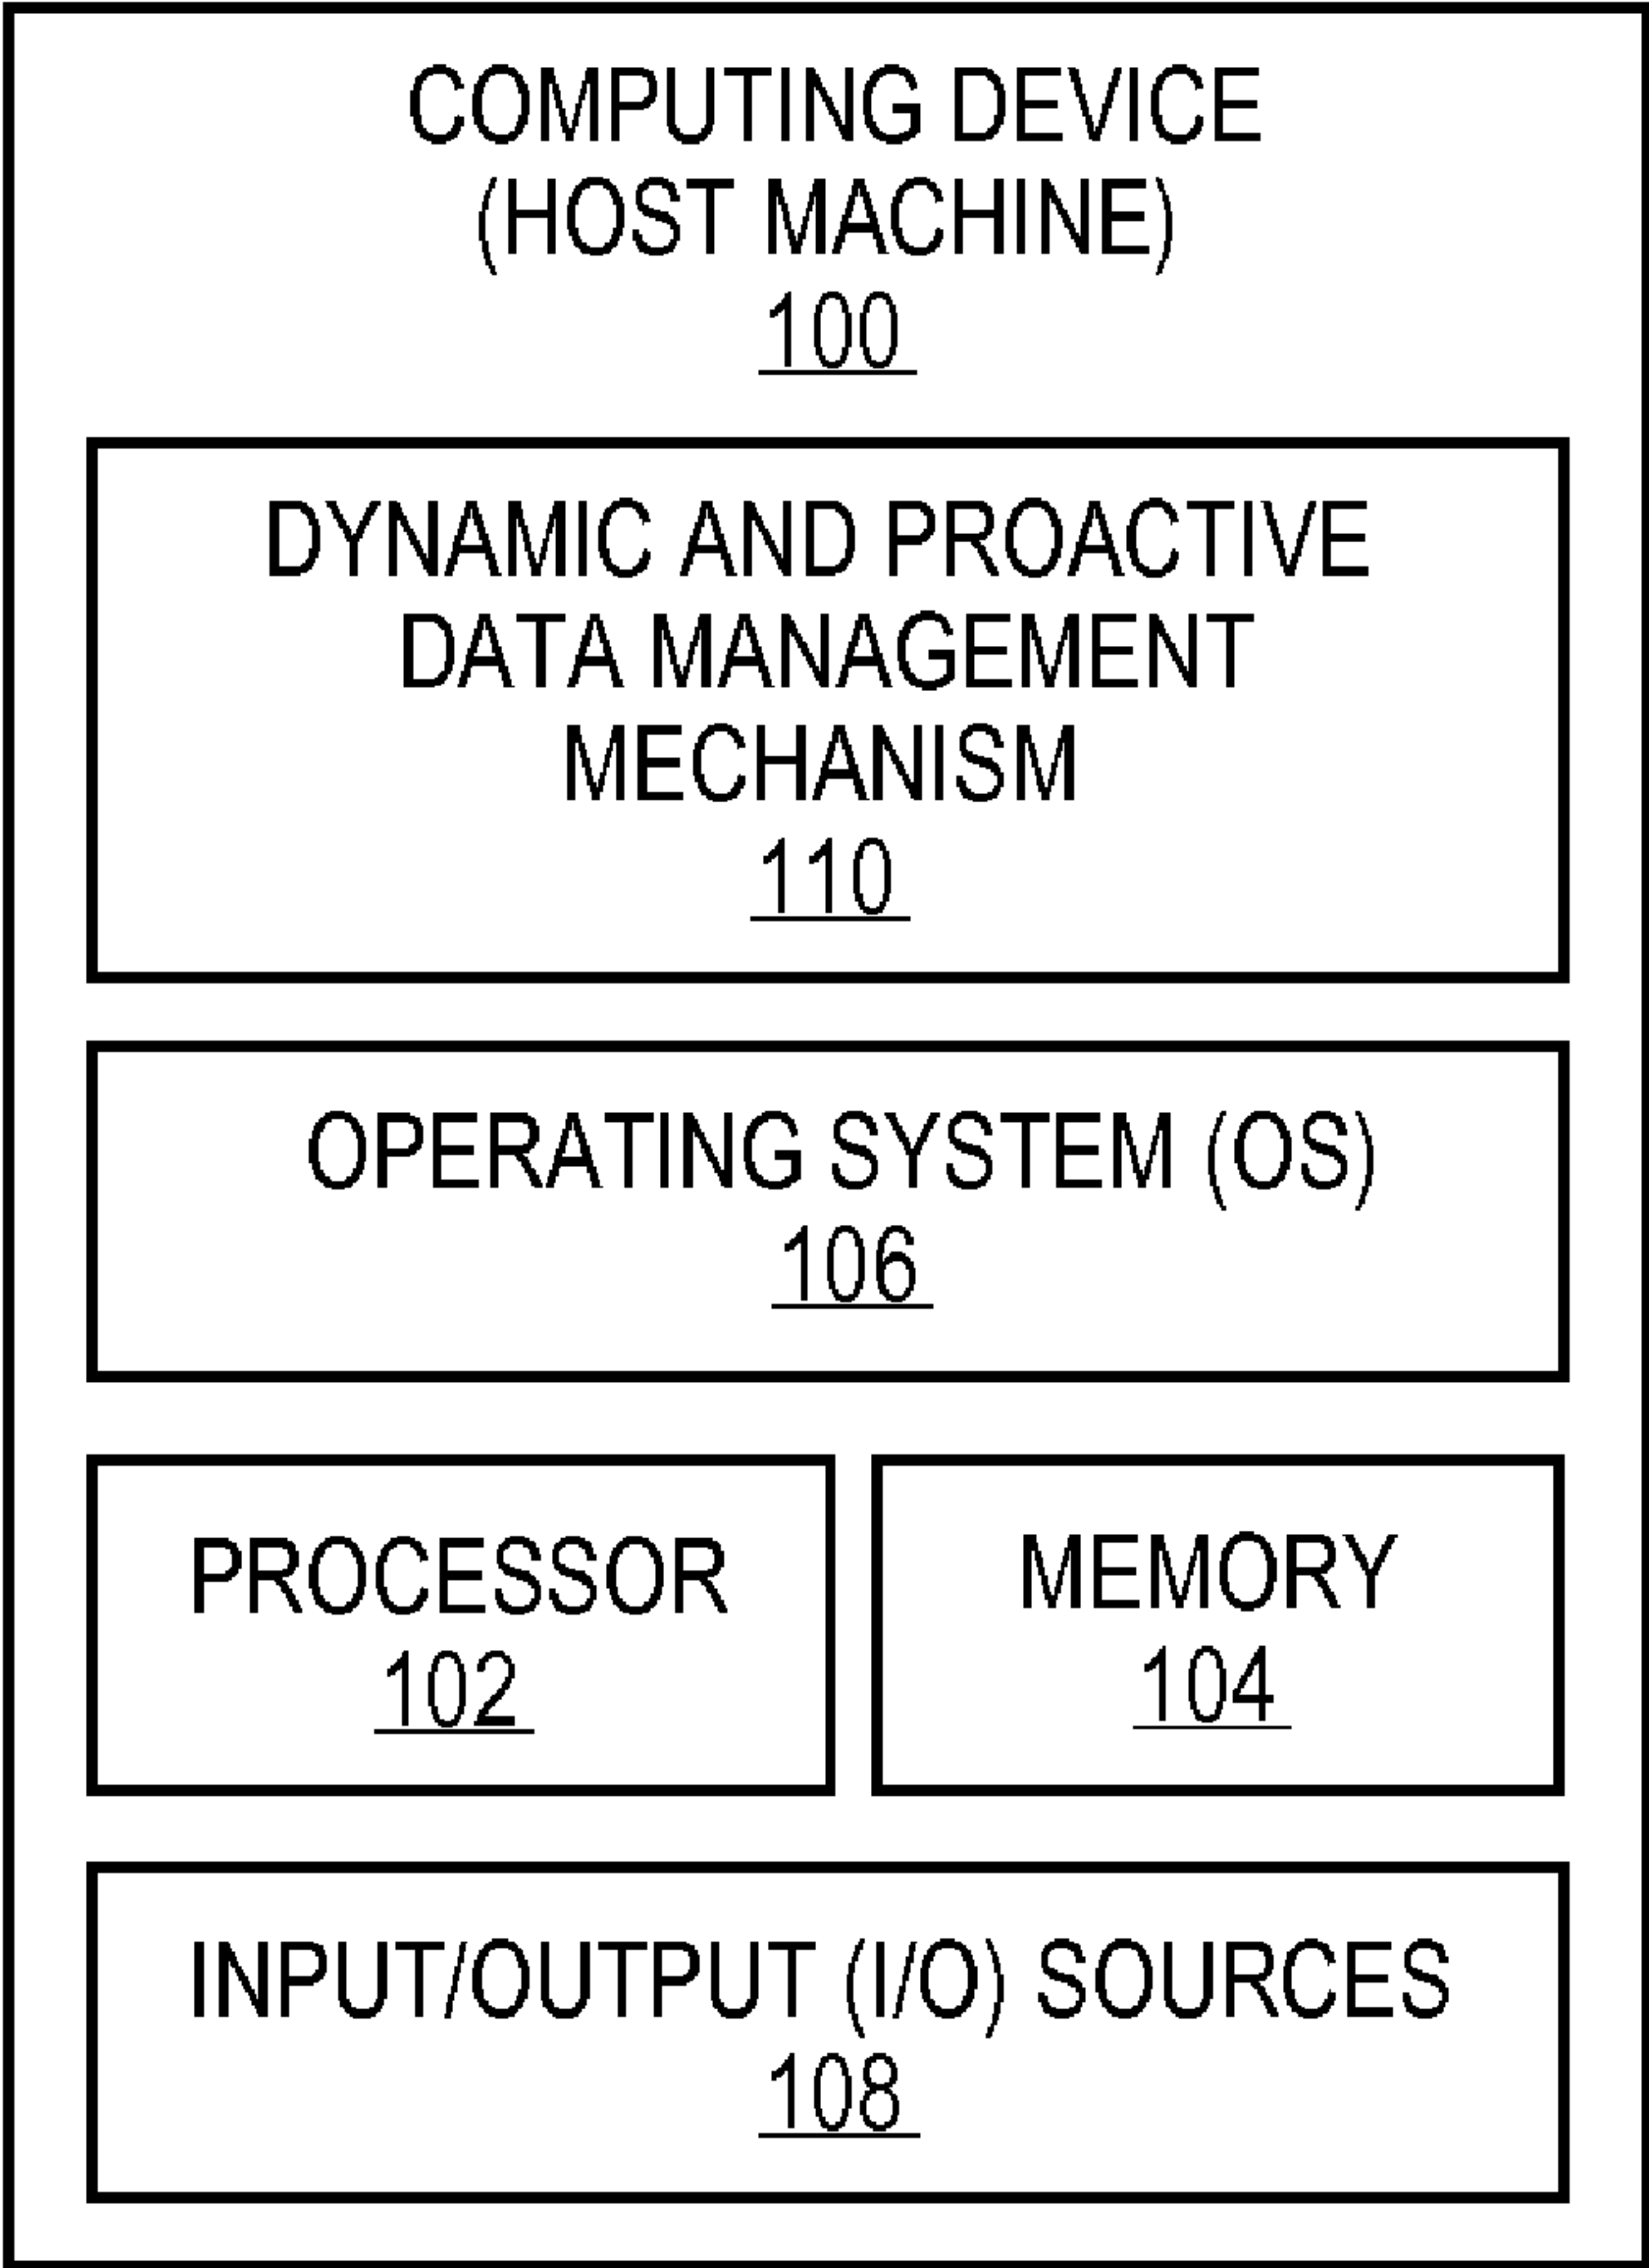 COMPUTING DEVICE
(HOST MACHINE)
100
DYNAMIC AND PROACTIVE
DATA MANAGEMENT
MECHANISM
110
OPERATING SYSTEM (OS)
106
PROCESSOR
102
MEMORY
104
INPUT/OUTPUT (I/O) SOURCES
108